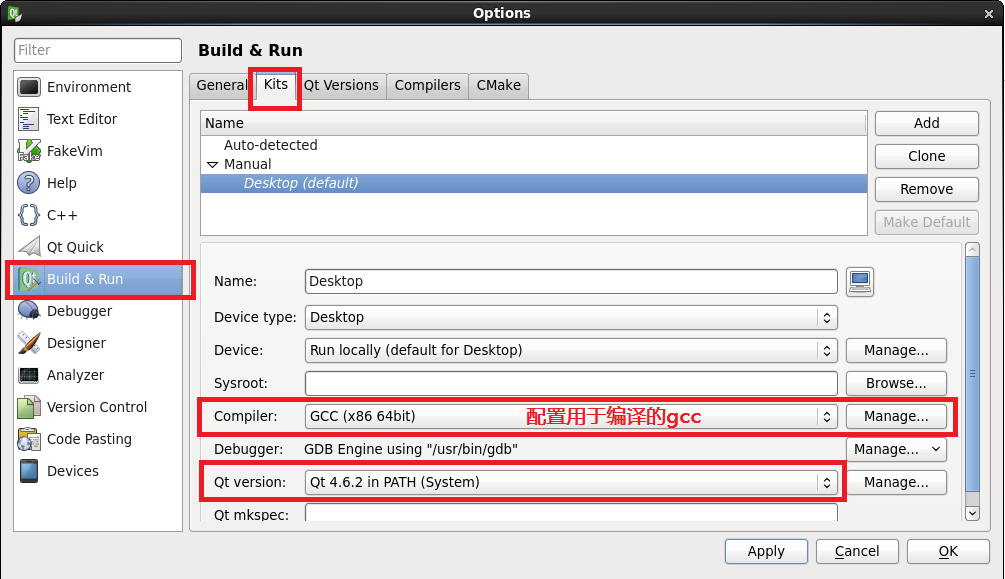 Options
Filter
Build & Run
Environment
Text Editor
FakeVim
Help
C++
Qt Quick
Build & Run
Debugger
Designer
Analyzer
Version Control
Code Pasting
Devices
General Kits Qt Versions Compilers CMake
Name
Auto-detected
Manual
Desktop (default)
Add
Clone
Remove
Make Default
Name: Desktop
Device type: Desktop
Device: Run locally (default for Desktop) Manage...
Sysroot: Browse...
Compiler: GCC (x86 64bit) 配置用于编译的gcc Manage...
Debugger: GDB Engine using "/usr/bin/gdb" Manage...
Qt version: Qt 4.6.2 in PATH (System) Manage...
Qt mkspec:
Apply Cancel OK